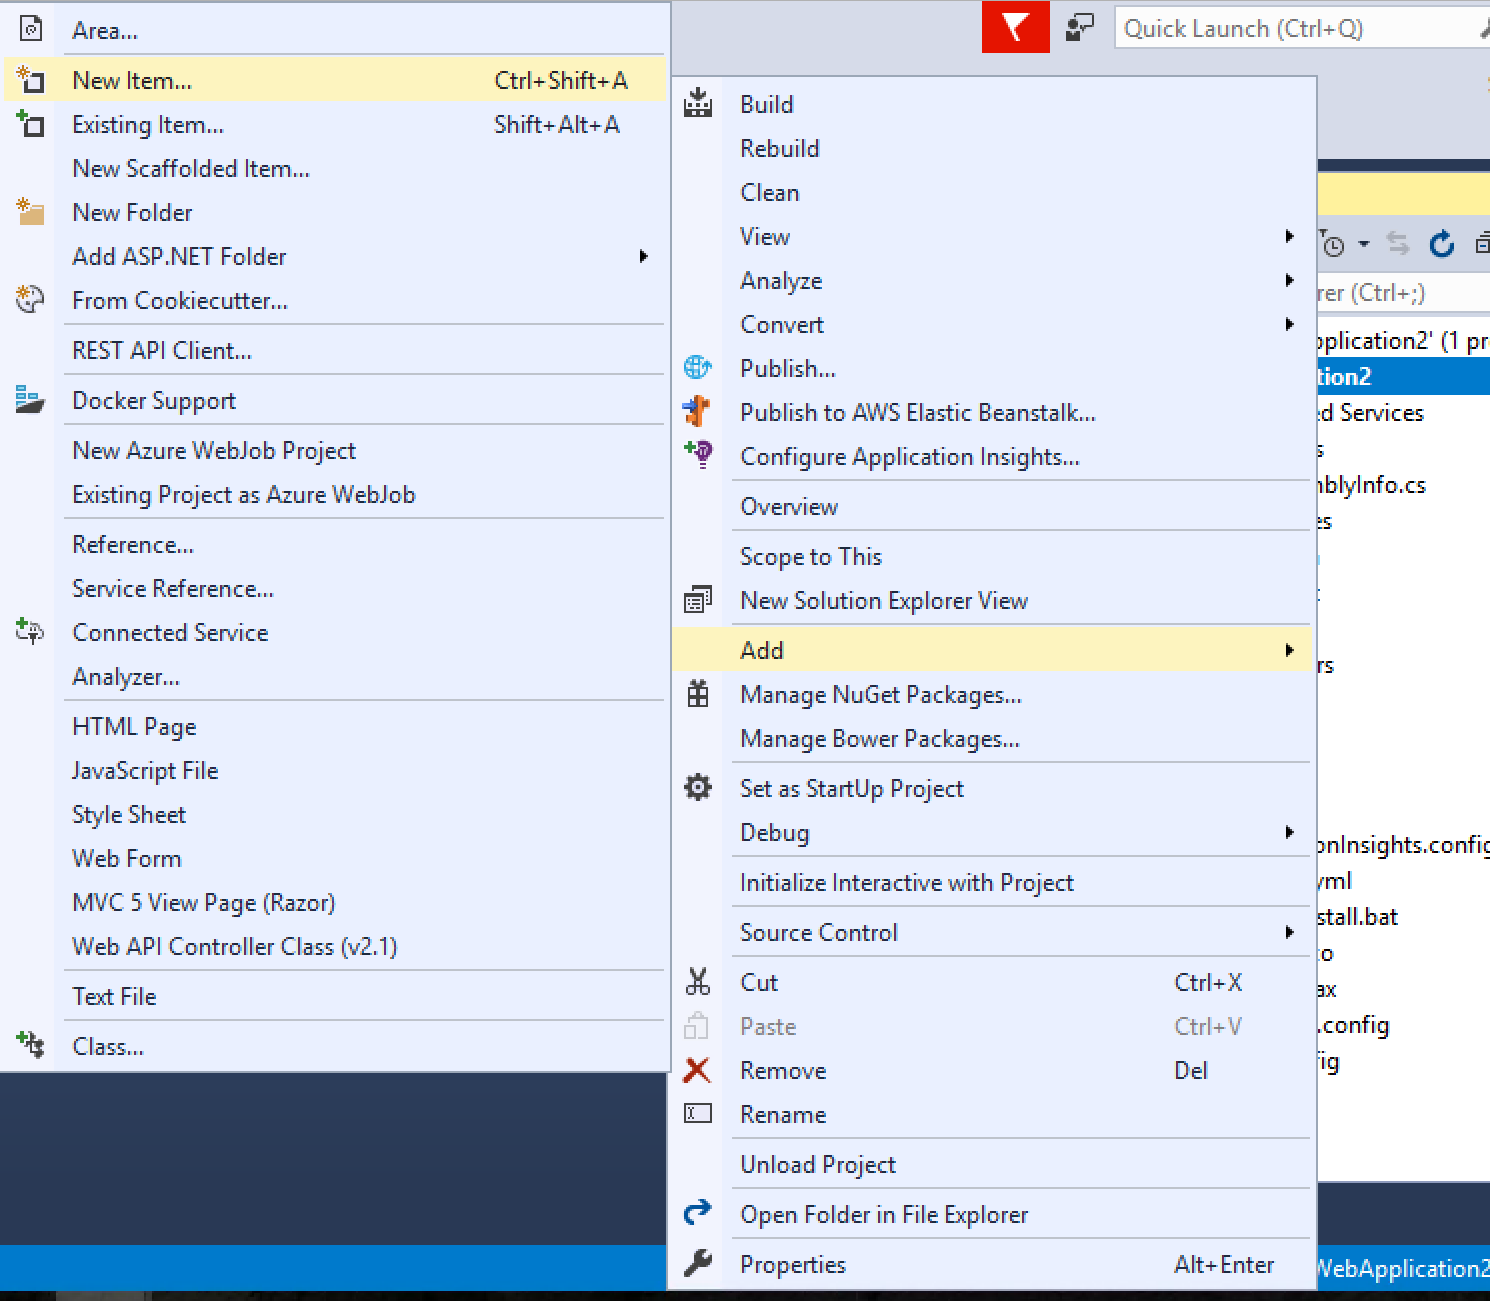 Area...
New Item... Ctrl+Shift+A
Existing Item... Shift+Alt+A
New Scaffolded Item...
New Folder
Add ASP.NET Folder
From Cookiecutter...
REST API Client...
Docker Support
New Azure WebJob Project
Existing Project as Azure WebJob
Reference...
Service Reference...
Connected Service
Analyzer...
HTML Page
JavaScript File
Style Sheet
Web Form
MVC 5 View Page (Razor)
Web API Controller Class (v2.1)
Text File
Class...
Quick Launch (Ctrl+Q)
Build
Rebuild
Clean
View
Analyze
Convert
Publish...
Publish to AWS Elastic Beanstalk...
Configure Application Insights...
Overview
Scope to This
New Solution Explorer View
Add
Manage NuGet Packages...
Manage Bower Packages...
Set as StartUp Project
Debug
Initialize Interactive with Project
Source Control
Cut Ctrl+X
Paste Ctrl+V
Remove Del
Rename
Unload Project
Open Folder in File Explorer
Properties Alt+Enter
rer (Ctrl+;)
pplication2' (1 pr
tion2
ed Services
s
mblyInfo.cs
es
rs
onInsights.config
yml
stall.bat
to
ax
.config
ig
WebApplication2